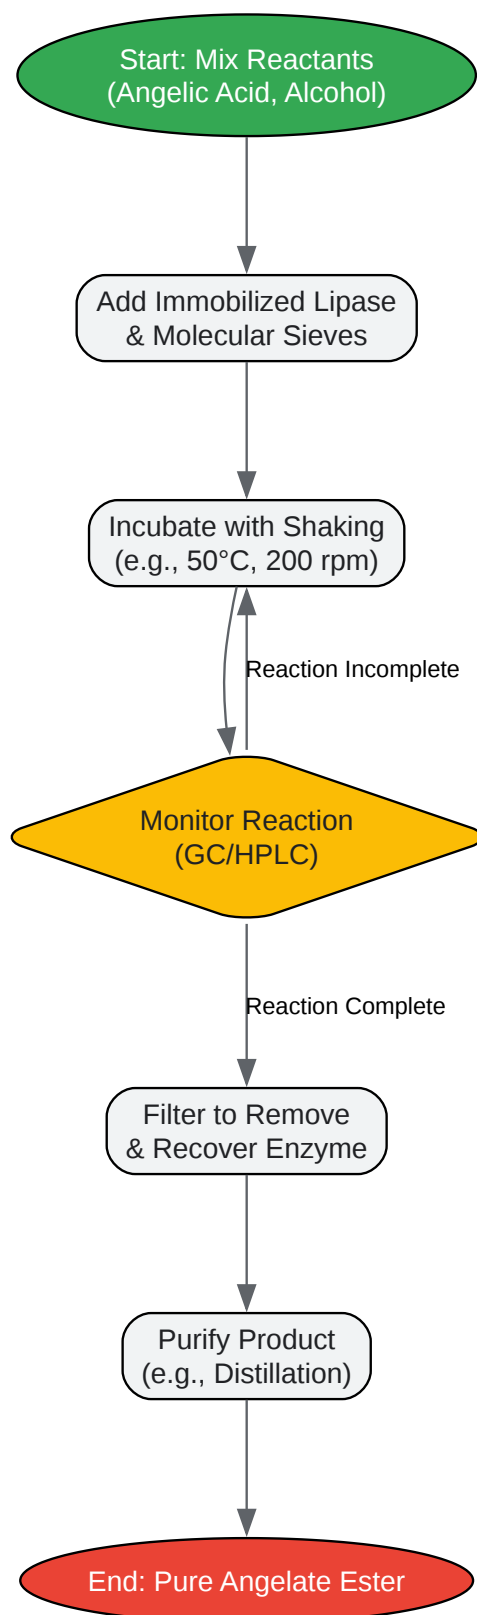 Start: Mix Reactants
(Angelic Acid, Alcohol)
Add Immobilized Lipase
& Molecular Sieves
Incubate with Shaking
(e.g., 50°C, 200 rpm)
Reaction Incomplete
Monitor Reaction
(GC/HPLC)
Reaction Complete
Filter to Remove
& Recover Enzyme
Purify Product
(e.g., Distillation)
End: Pure Angelate Ester